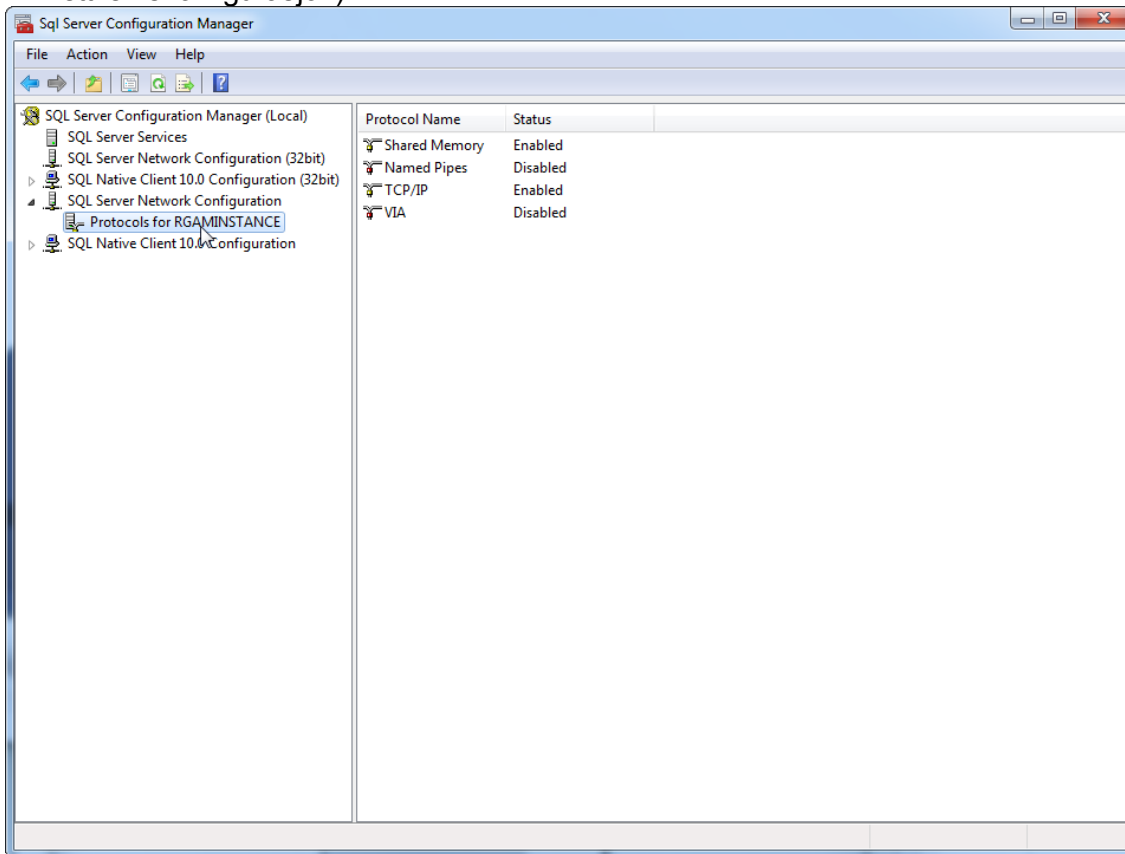 Sql Server Configuration Manager
File Action View Help
SQL Server Configuration Manager (Local)
SQL Server Services
SQL Server Network Configuration (32bit)
SQL Native Client 10.0 Configuration (32bit)
SQL Server Network Configuration
Protocols for RGAMINSTANCE
SQL Native Client 10.0 Configuration
Protocol Name Status
Shared Memory Enabled
Named Pipes Disabled
TCP/IP Enabled
VIA Disabled